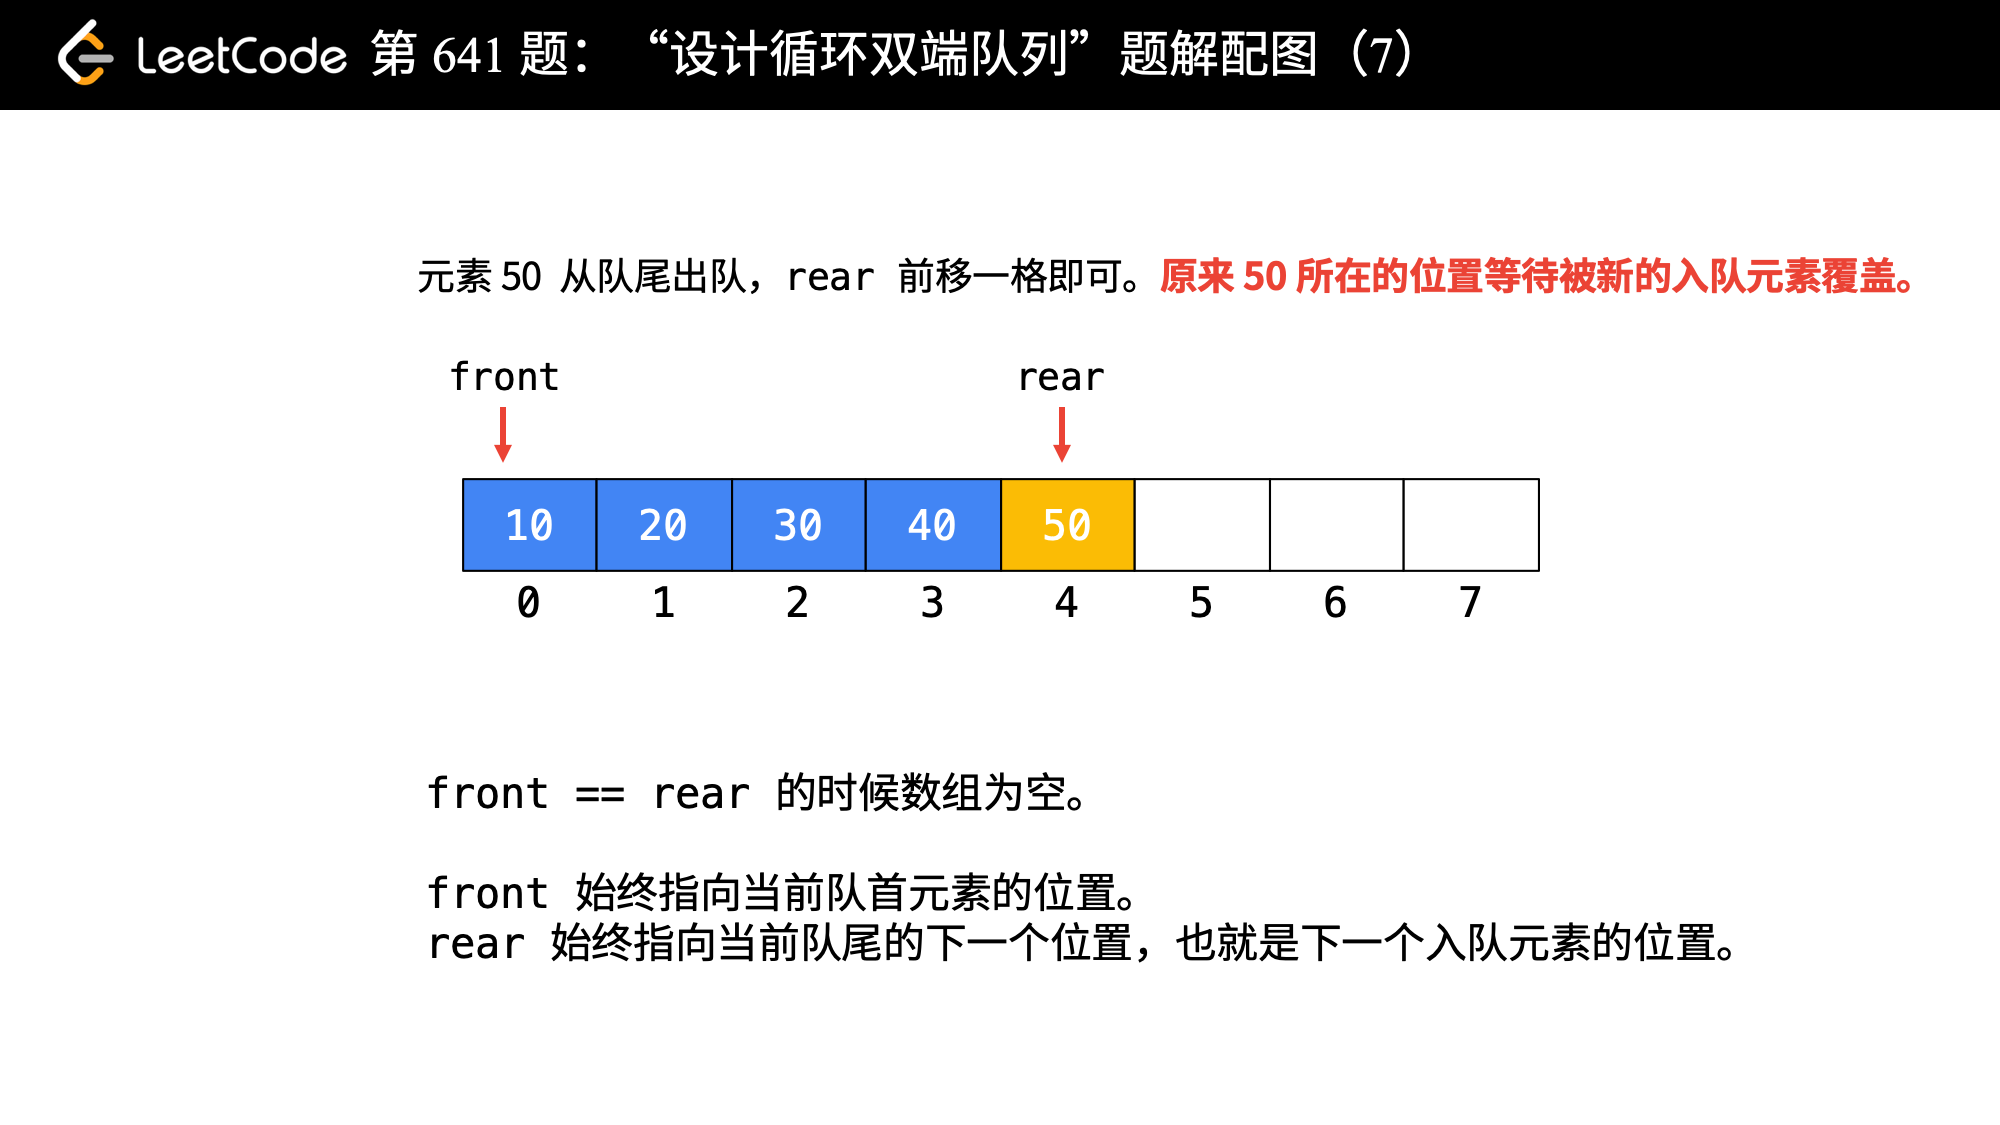 LeetCode 第 641 题：“设计循环双端队列”题解配图（7）
元素 50 从队尾出队，rear 前移一格即可。原来 50 所在的位置等待被新的入队元素覆盖。
front rear
10 20 30 40 50
0 1 2 3 4 5 6 7
front == rear 的时候数组为空。
front 始终指向当前队首元素的位置。
rear 始终指向当前队尾的下一个位置，也就是下一个入队元素的位置。